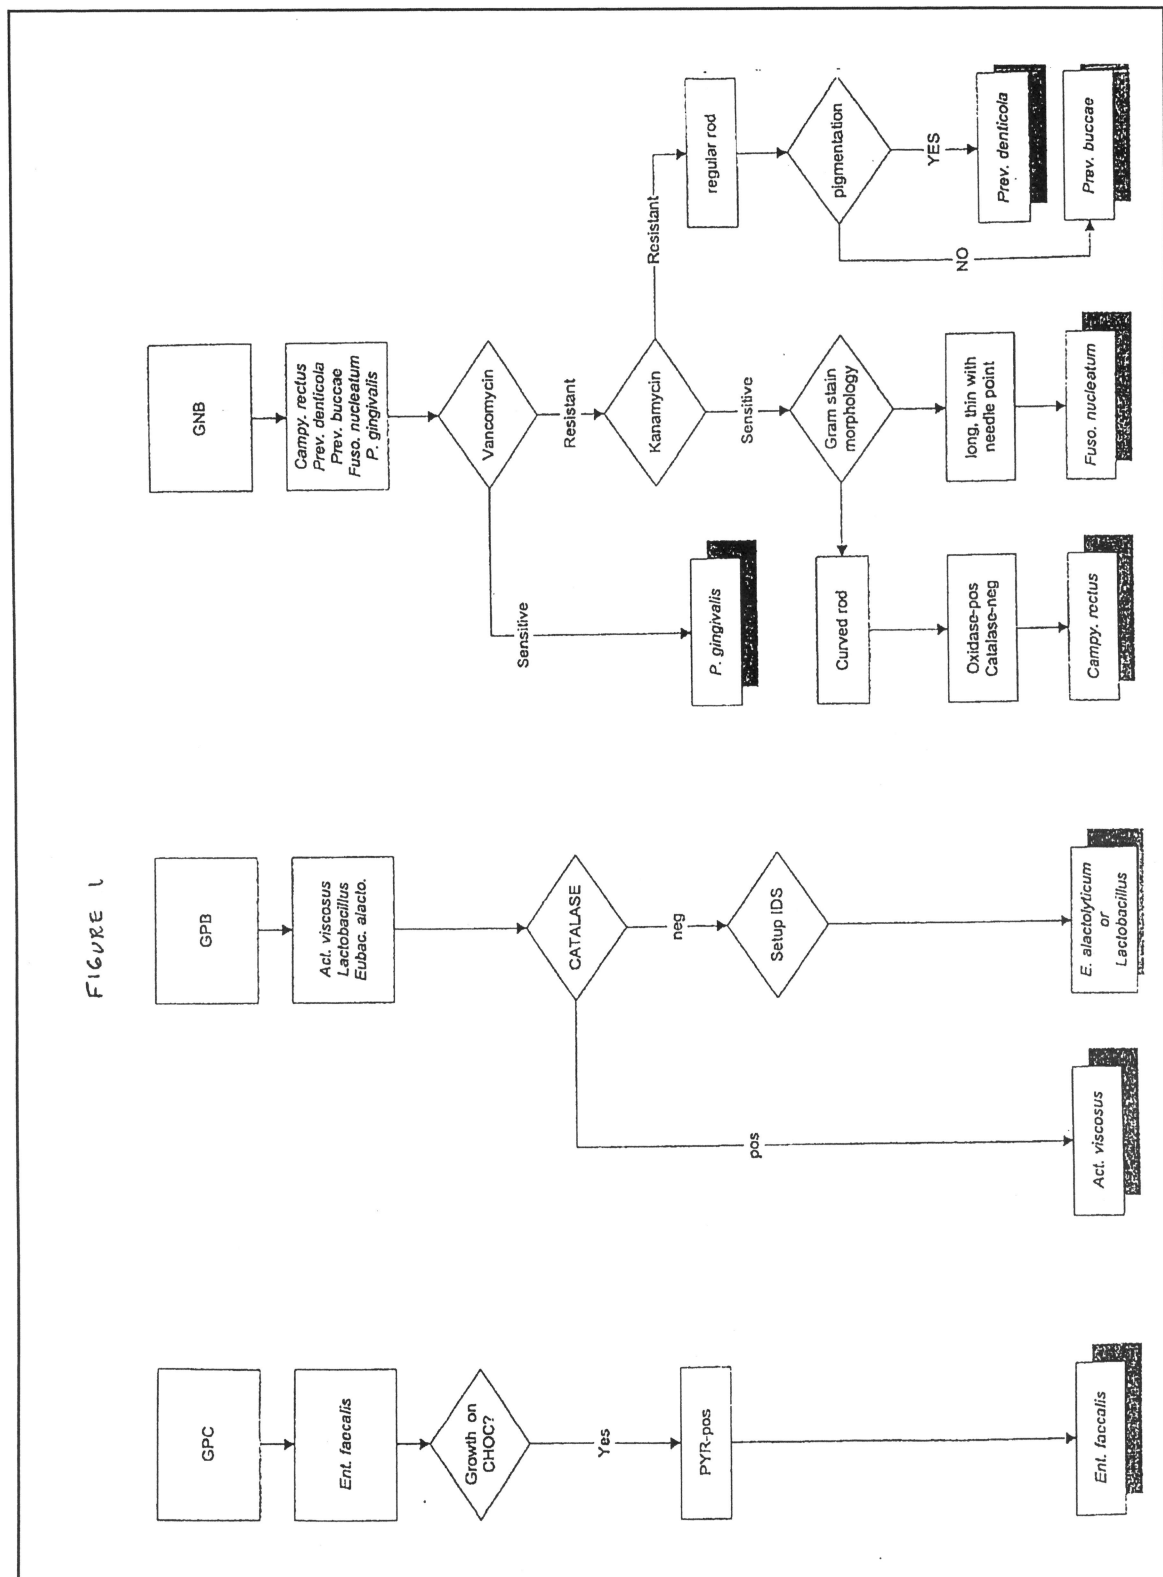 FIGURE 1
GPC
Ent. faecalis
Growth on
CHOC?
Yes
PYR-pos
Ent. faecalis
GPB
Act. viscosus
Lactobacillus
Eubac. alacto.
CATALASE
neg
pos
Setup IDS
Act. viscosus
E. alactolyticum
or
Lactobacillus
GNB
Campy. rectus
Prev. denticola
Prev. buccae
Fuso. nucleatum
P. gingivalis
Vancomycin
Sensitive
Resistant
P. gingivalis
Kanamycin
Sensitive
Resistant
Gram stain
morphology
Curved rod
Oxidase-pos
Catalase-neg
Campy. rectus
long, thin with
needle point
Fuso. nucleatum
regular rod
pigmentation
YES
NO
Prev. denticola
Prev. buccae